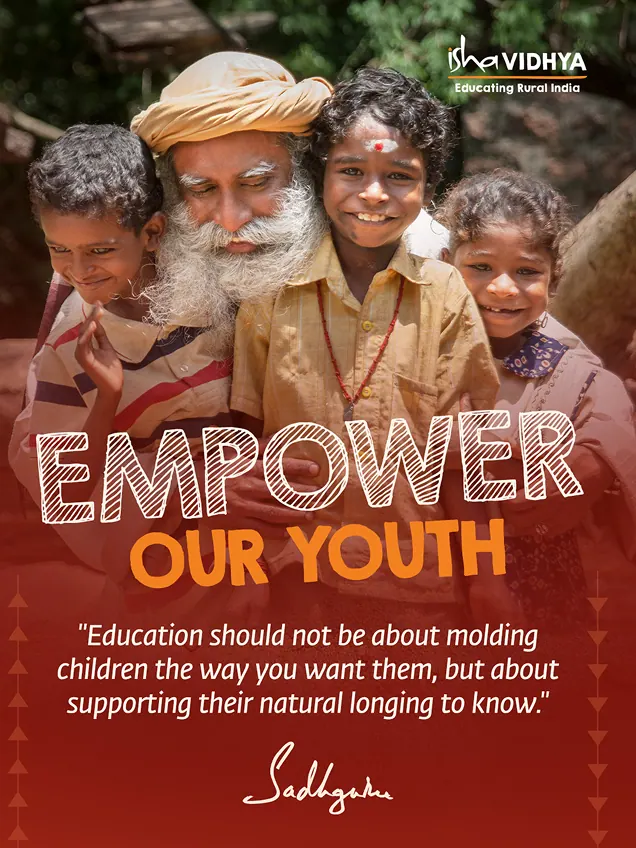 isha VIDHYA
Educating Rural India
EMPOWER
OUR YOUTH
"Education should not be about molding
children the way you want them, but about
supporting their natural longing to know."
Sadhguru